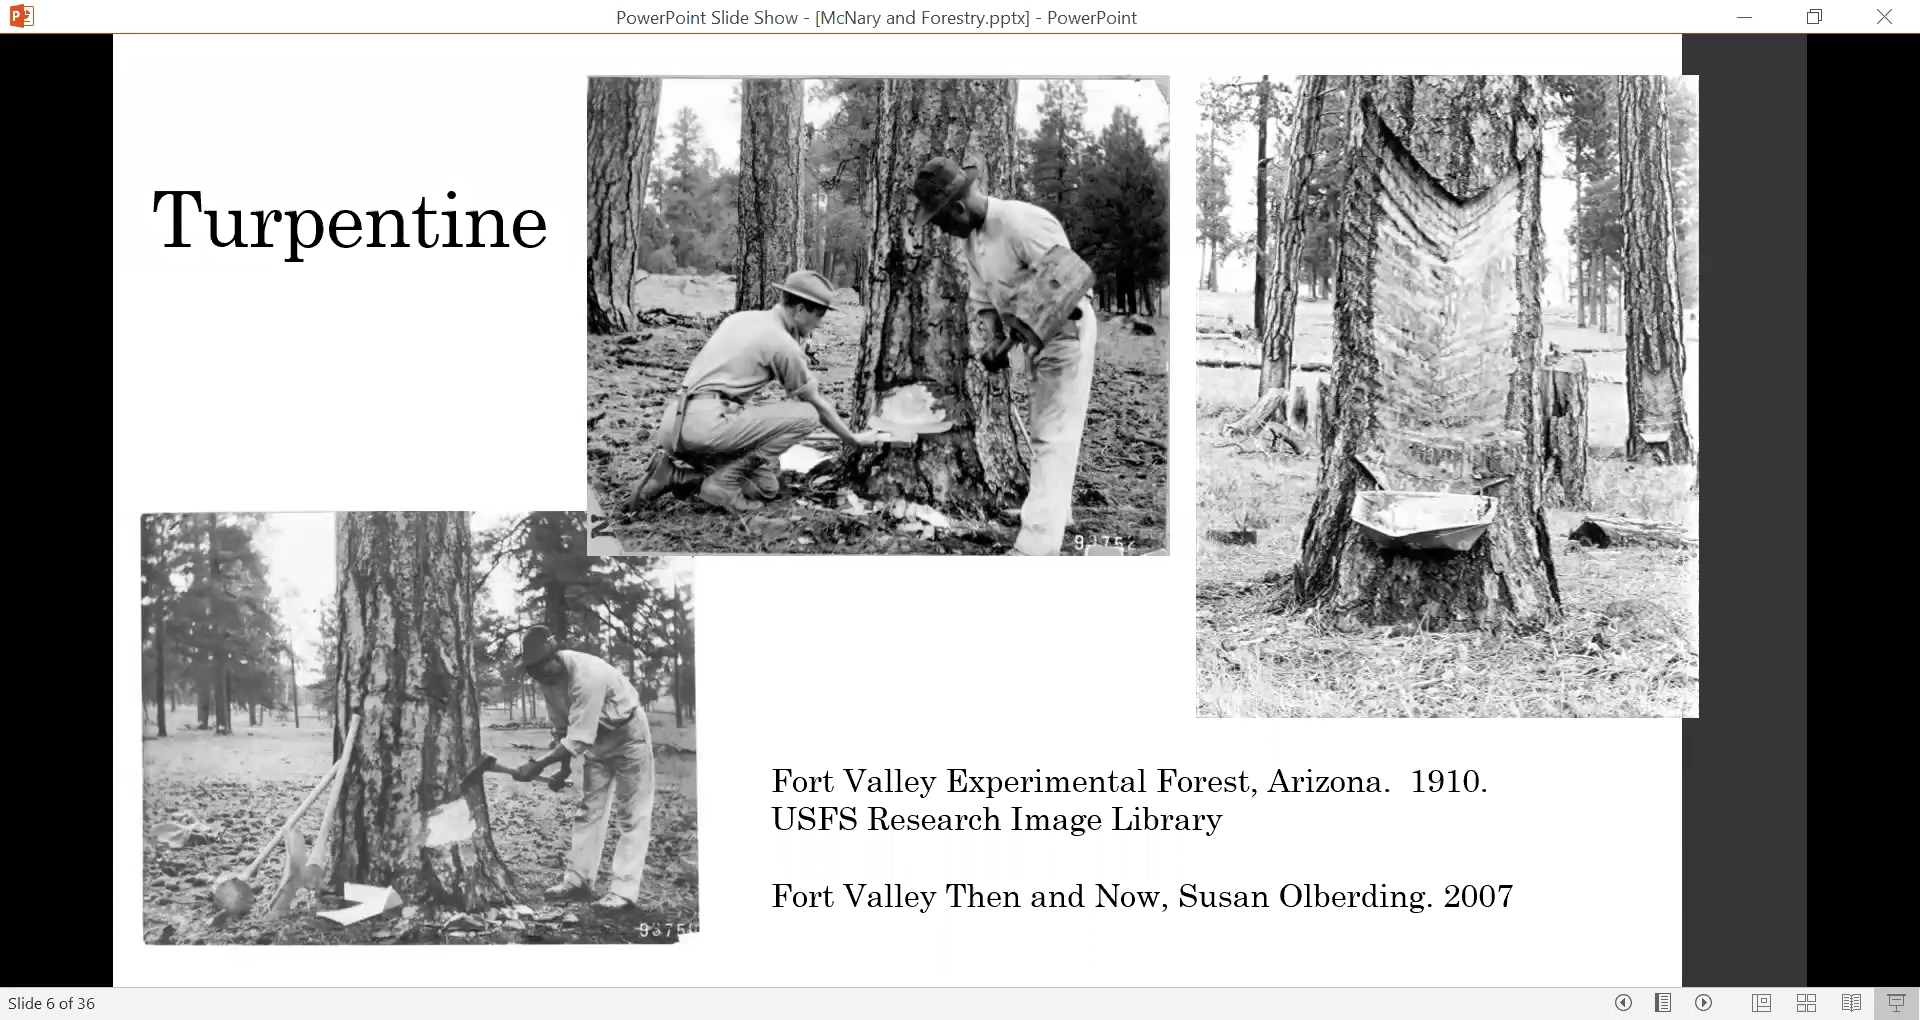 PowerPoint Slide Show - [McNary and Forestry.pptx] - PowerPoint
Turpentine
93752
Fort Valley Experimental Forest, Arizona. 1910.
USFS Research Image Library
Fort Valley Then and Now, Susan Olberding. 2007
Slide 6 of 36